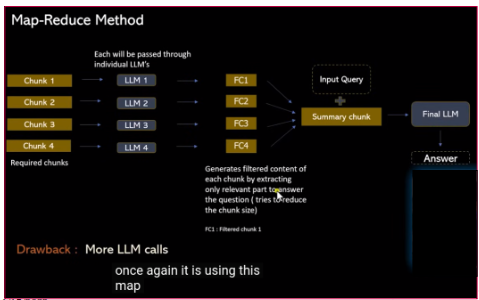 Map-Reduce Method
Each will be passed through
individual LLM's
Chunk 1
LLM 1
FC1
Input Query
Chunk 2
LLM 2
FC2
Summary chunk
Final LLM
Chunk 3
LLM 3
FC3
Chunk 4
LLM 4
FC4
Answer
Required chunks
Generates filtered content of
each chunk by extracting
only relevant part to answer
the question ( tries to reduce
the chunk size)
FC1 : Filtered chunk 1
Drawback : More LLM calls
once again it is using this
map